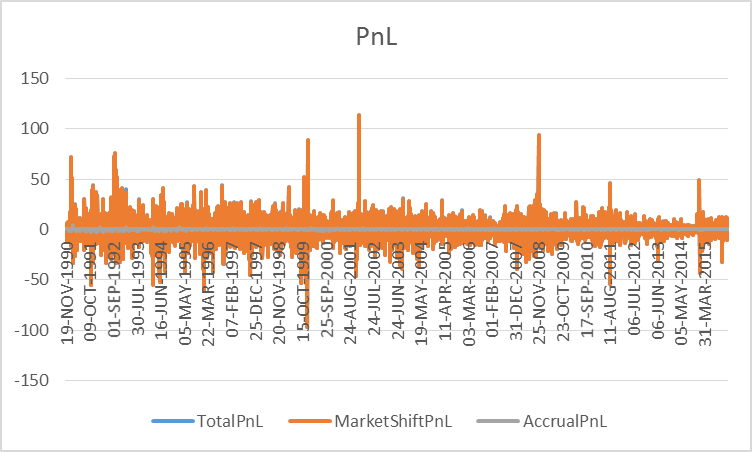 PnL
150
100
50
0
-50
-100
-150
19-NOV-1990
09-OCT-1991
01-SEP-1992
30-JUL-1993
16-JUN-1994
05-MAY-1995
22-MAR-1996
07-FEB-1997
25-DEC-1997
20-NOV-1998
15-OCT-1999
25-SEP-2000
24-AUG-2001
24-JUL-2002
24-JUN-2003
19-MAY-2004
11-APR-2005
03-MAR-2006
01-FEB-2007
31-DEC-2007
25-NOV-2008
23-OCT-2009
17-SEP-2010
11-AUG-2011
06-JUL-2012
06-JUN-2013
05-MAY-2014
31-MAR-2015
TotalPnL MarketShiftPnL AccrualPnL